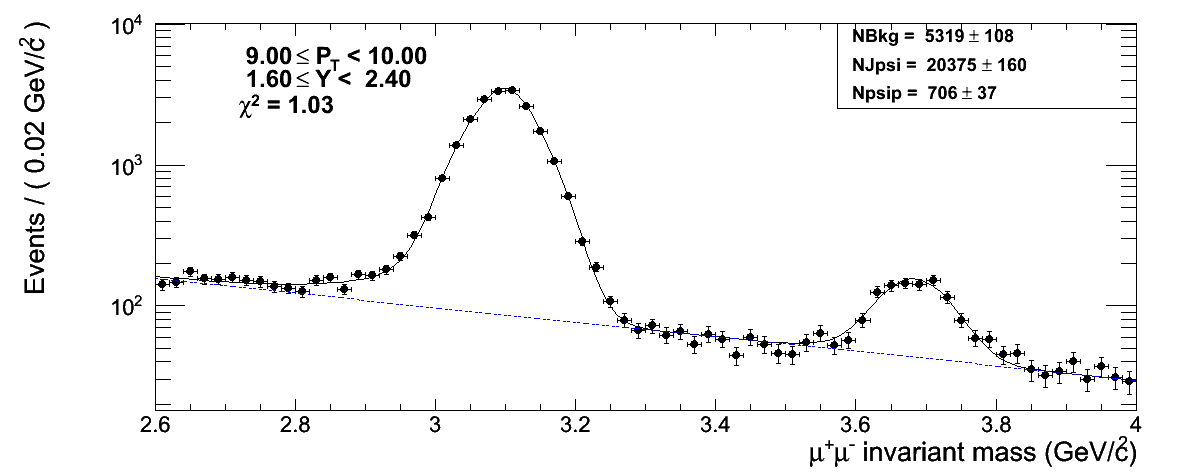 Events / ( 0.02 GeV/c²)
10⁴
10³
10²
9.00 ≤ P_T < 10.00
1.60 ≤ Y < 2.40
χ² = 1.03
NBkg = 5319 ± 108
NJpsi = 20375 ± 160
Npsip = 706 ± 37
2.6 2.8 3 3.2 3.4 3.6 3.8 4
μ⁺μ⁻ invariant mass (GeV/c²)